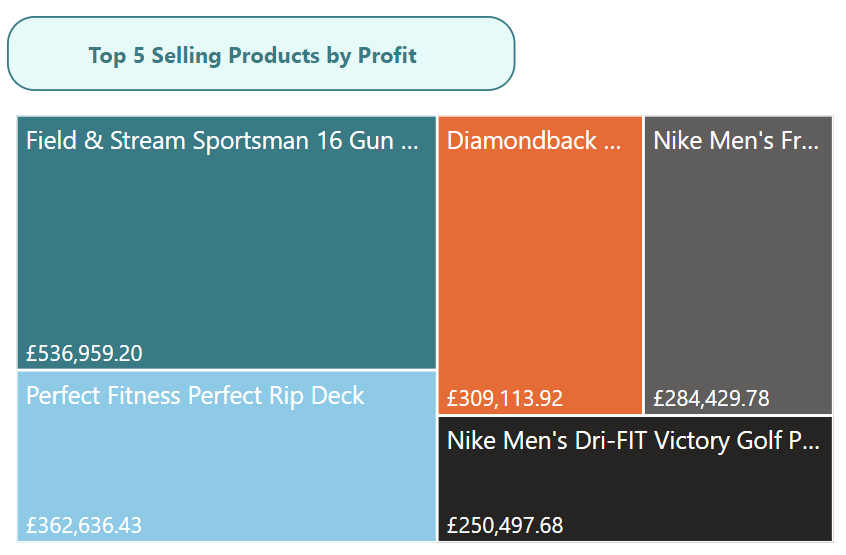 Top 5 Selling Products by Profit
Field & Stream Sportsman 16 Gun ...
£536,959.20
Perfect Fitness Perfect Rip Deck
£362,636.43
Diamondback ...
£309,113.92
Nike Men's Fr...
£284,429.78
Nike Men's Dri-FIT Victory Golf P...
£250,497.68